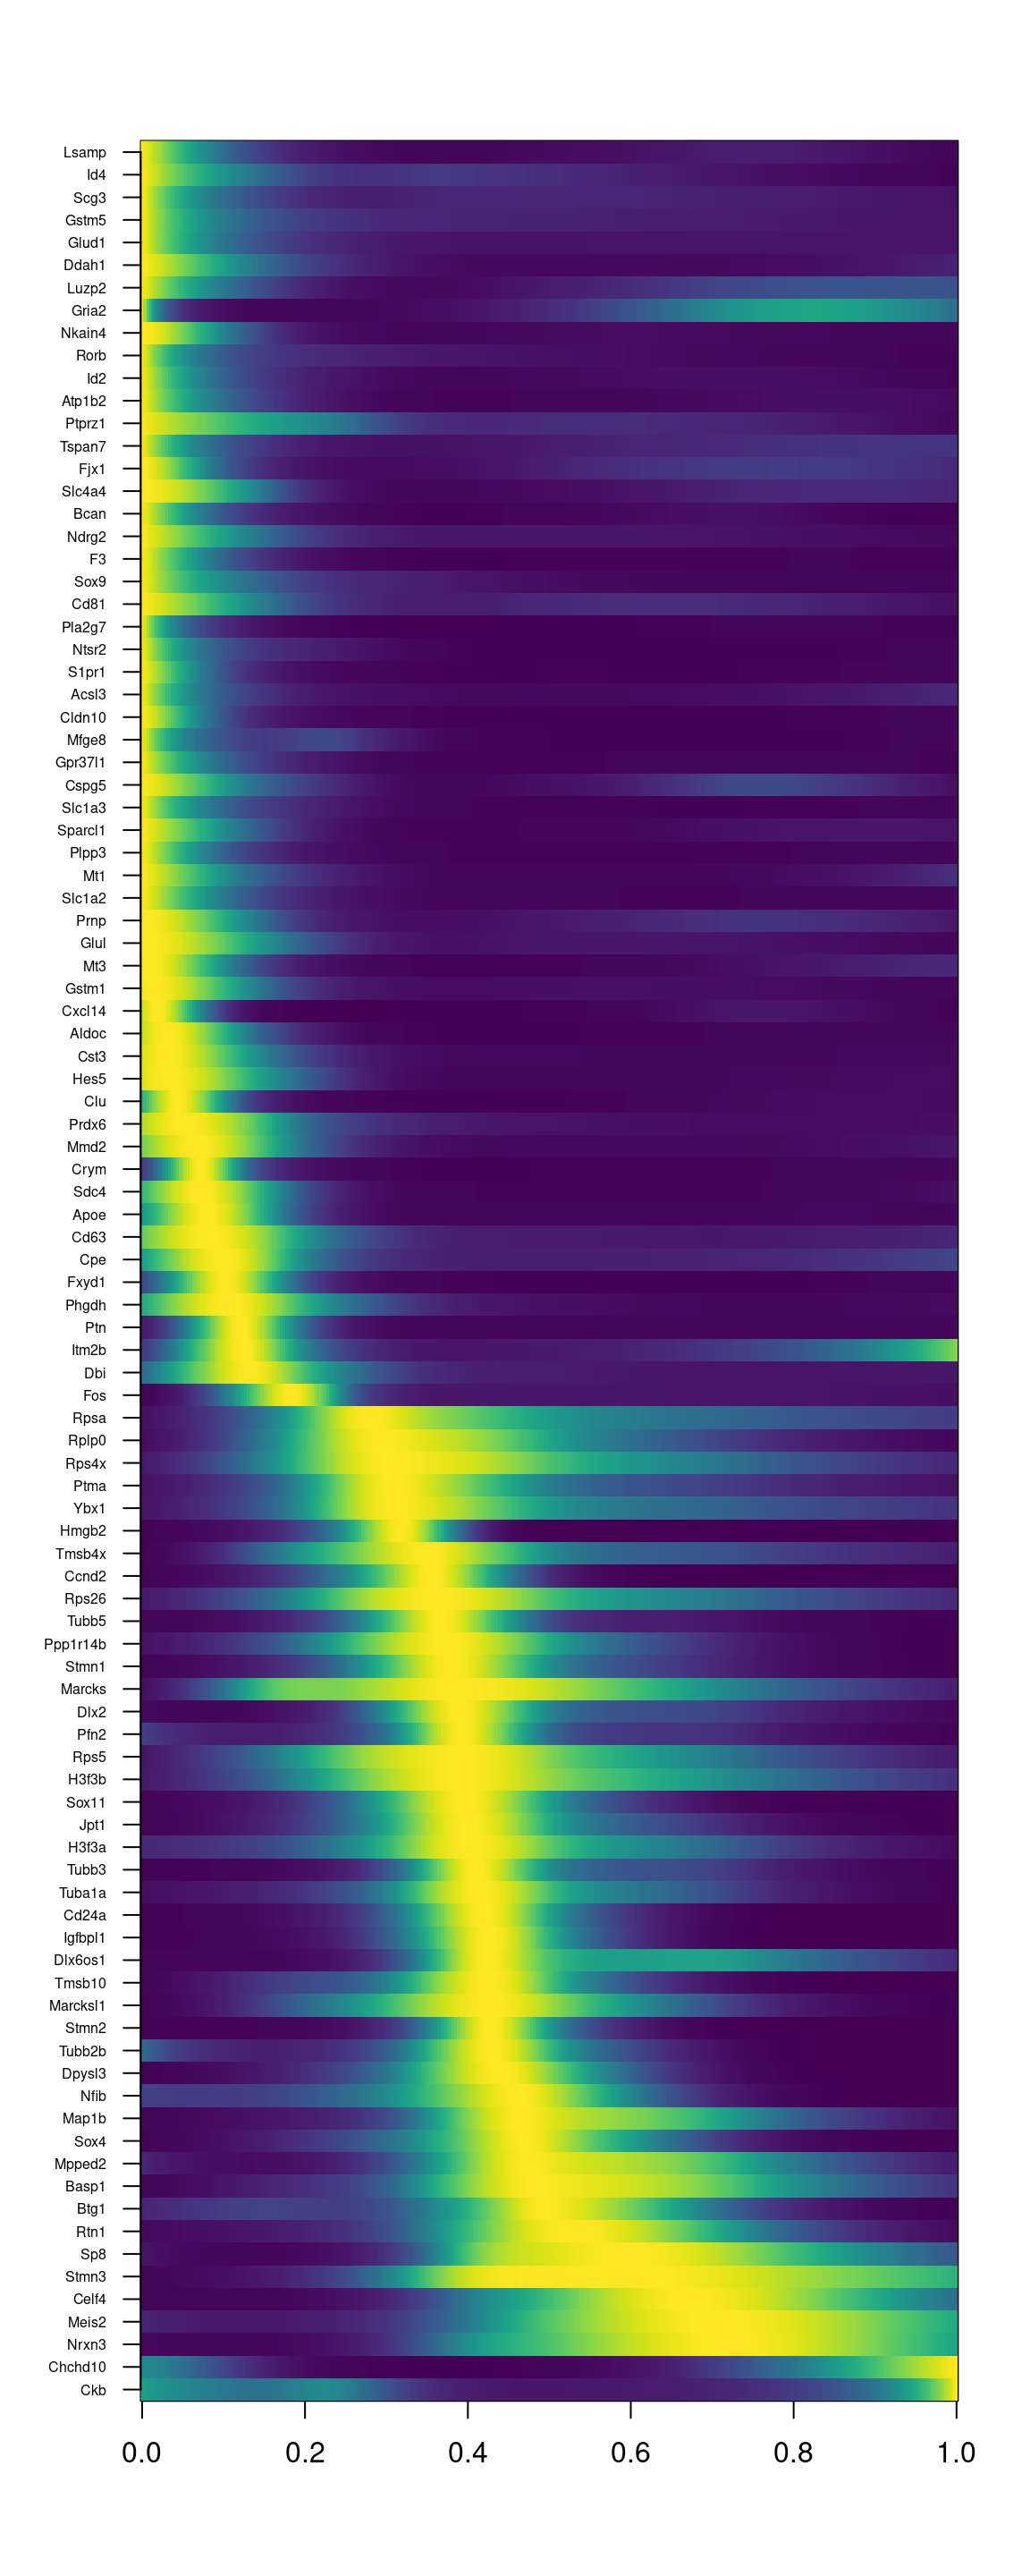 Lsamp
Id4
Scg3
Gstm5
Glud1
Ddah1
Luzp2
Gria2
Nkain4
Rorb
Id2
Atp1b2
Ptprz1
Tspan7
Fjx1
Slc4a4
Bcan
Ndrg2
F3
Sox9
Cd81
Pla2g7
Ntsr2
S1pr1
Acsl3
Cldn10
Mfge8
Gpr37l1
Cspg5
Slc1a3
Sparcl1
Plpp3
Mt1
Slc1a2
Prnp
Glul
Mt3
Gstm1
Cxcl14
Aldoc
Cst3
Hes5
Clu
Prdx6
Mmd2
Crym
Sdc4
Apoe
Cd63
Cpe
Fxyd1
Phgdh
Ptn
Itm2b
Dbi
Fos
Rpsa
Rplp0
Rps4x
Ptma
Ybx1
Hmgb2
Tmsb4x
Ccnd2
Rps26
Tubb5
Ppp1r14b
Stmn1
Marcks
Dlx2
Pfn2
Rps5
H3f3b
Sox11
Jpt1
H3f3a
Tubb3
Tuba1a
Cd24a
Igfbpl1
Dlx6os1
Tmsb10
Marcksl1
Stmn2
Tubb2b
Dpysl3
Nfib
Map1b
Sox4
Mpped2
Basp1
Btg1
Rtn1
Sp8
Stmn3
Celf4
Meis2
Nrxn3
Chchd10
Ckb
0.0 0.2 0.4 0.6 0.8 1.0